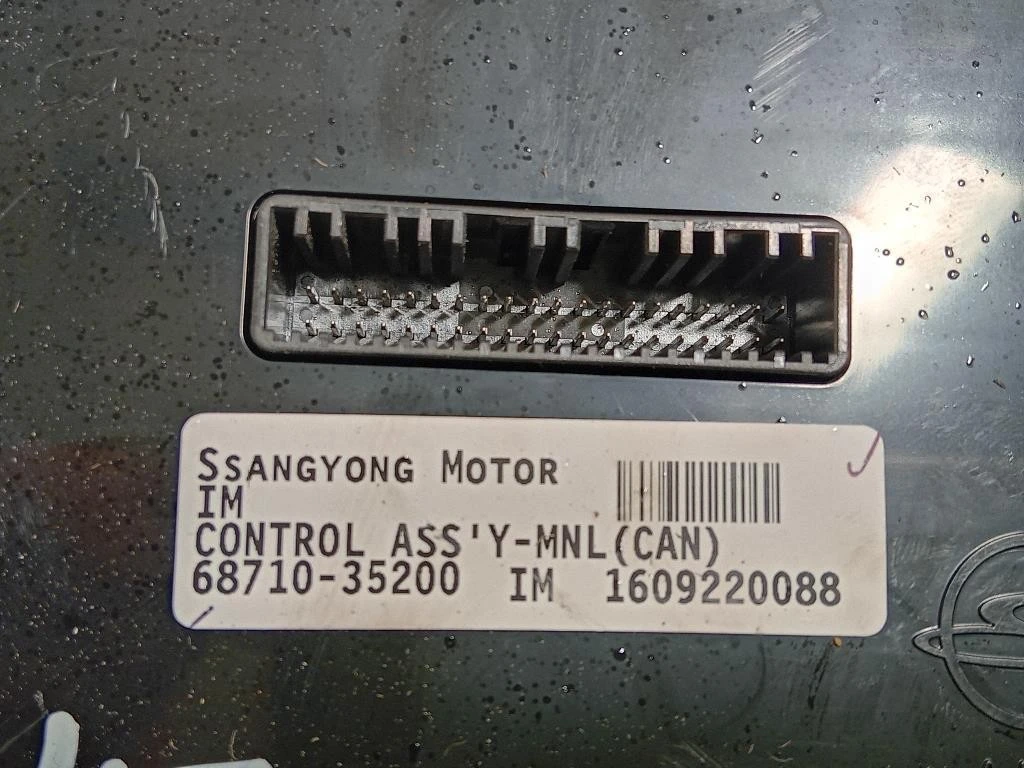 SSANGYONG MOTOR
IM
CONTROL ASS'Y-MNL(CAN)
68710-35200 IM 1609220088